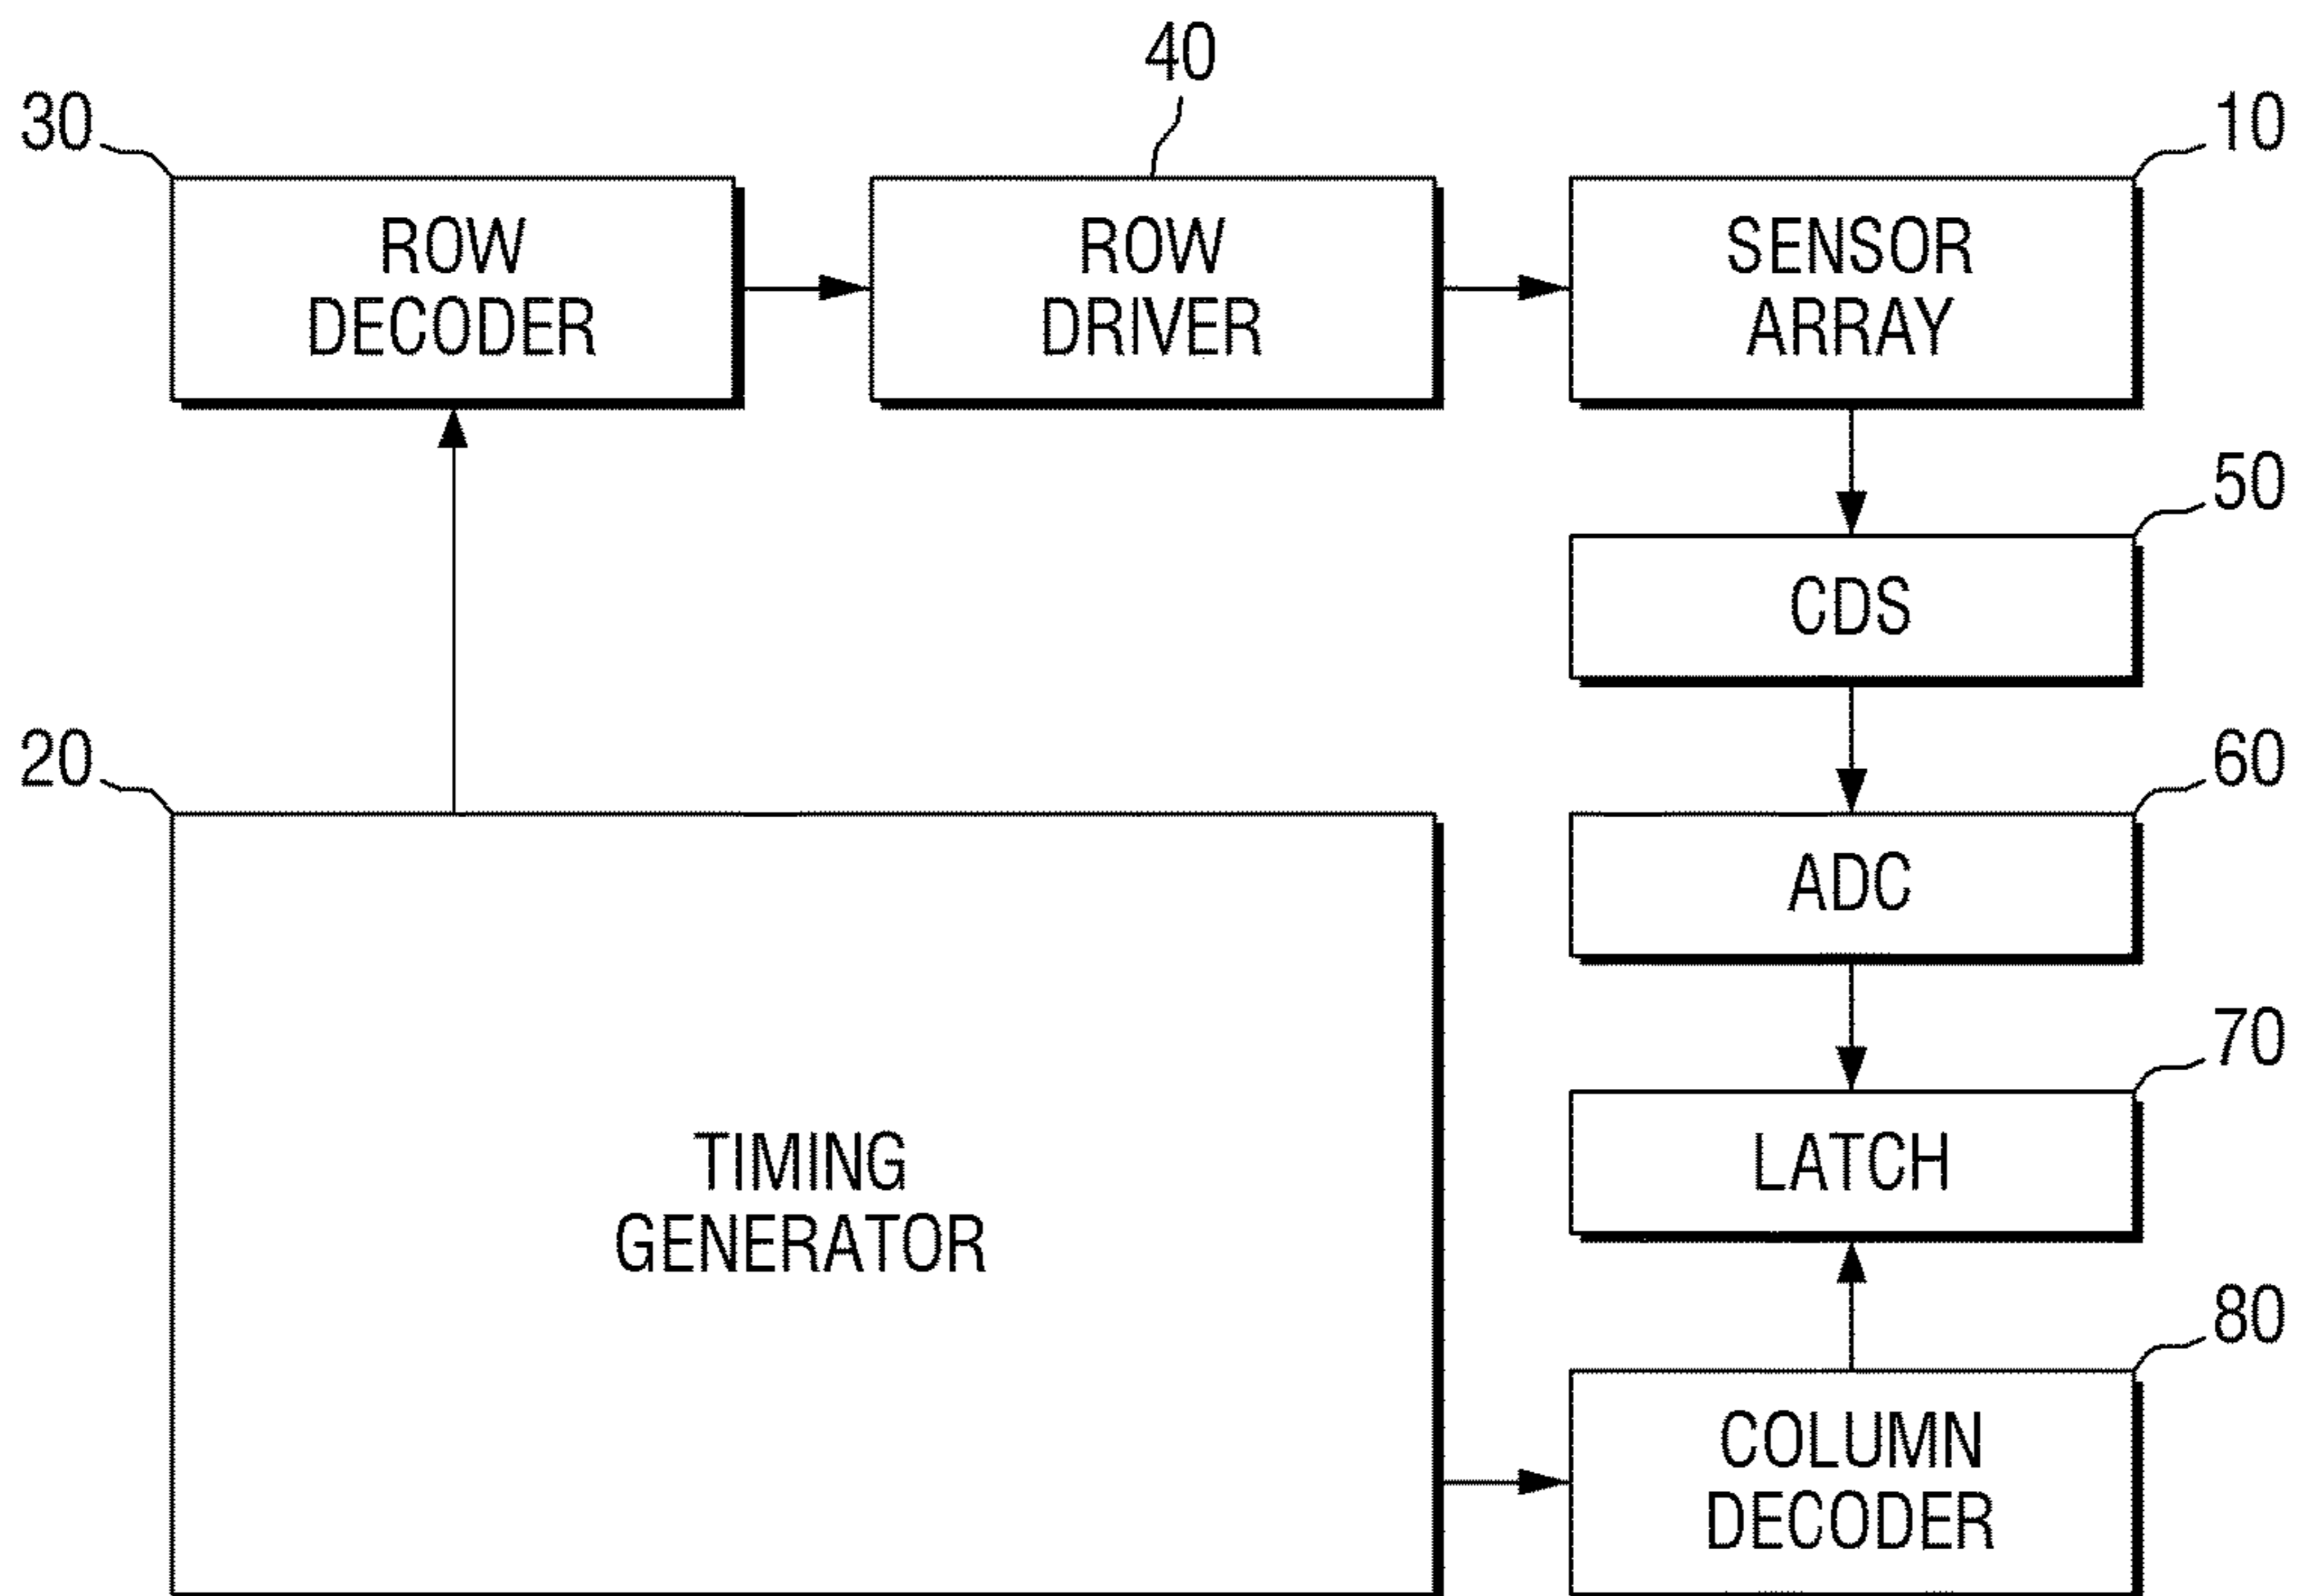 40
30
10
ROW
DECODER
ROW
DRIVER
SENSOR
ARRAY
50
CDS
20
60
ADC
70
TIMING
GENERATOR
LATCH
80
COLUMN
DECODER